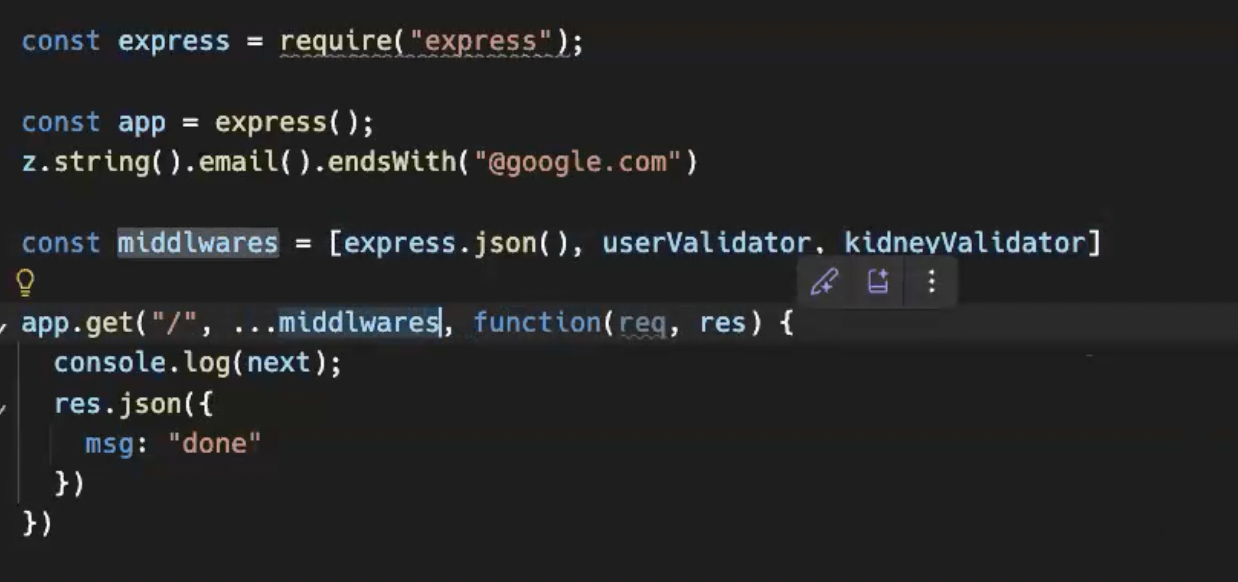 const express = require("express");
const app = express();
z.string().email().endsWith("@google.com")
const middlwares = [express.json(), userValidator, kidneyValidator]
app.get("/", ...middlwares, function(req, res) {
console.log(next);
res.json({
msg: "done"
})
})